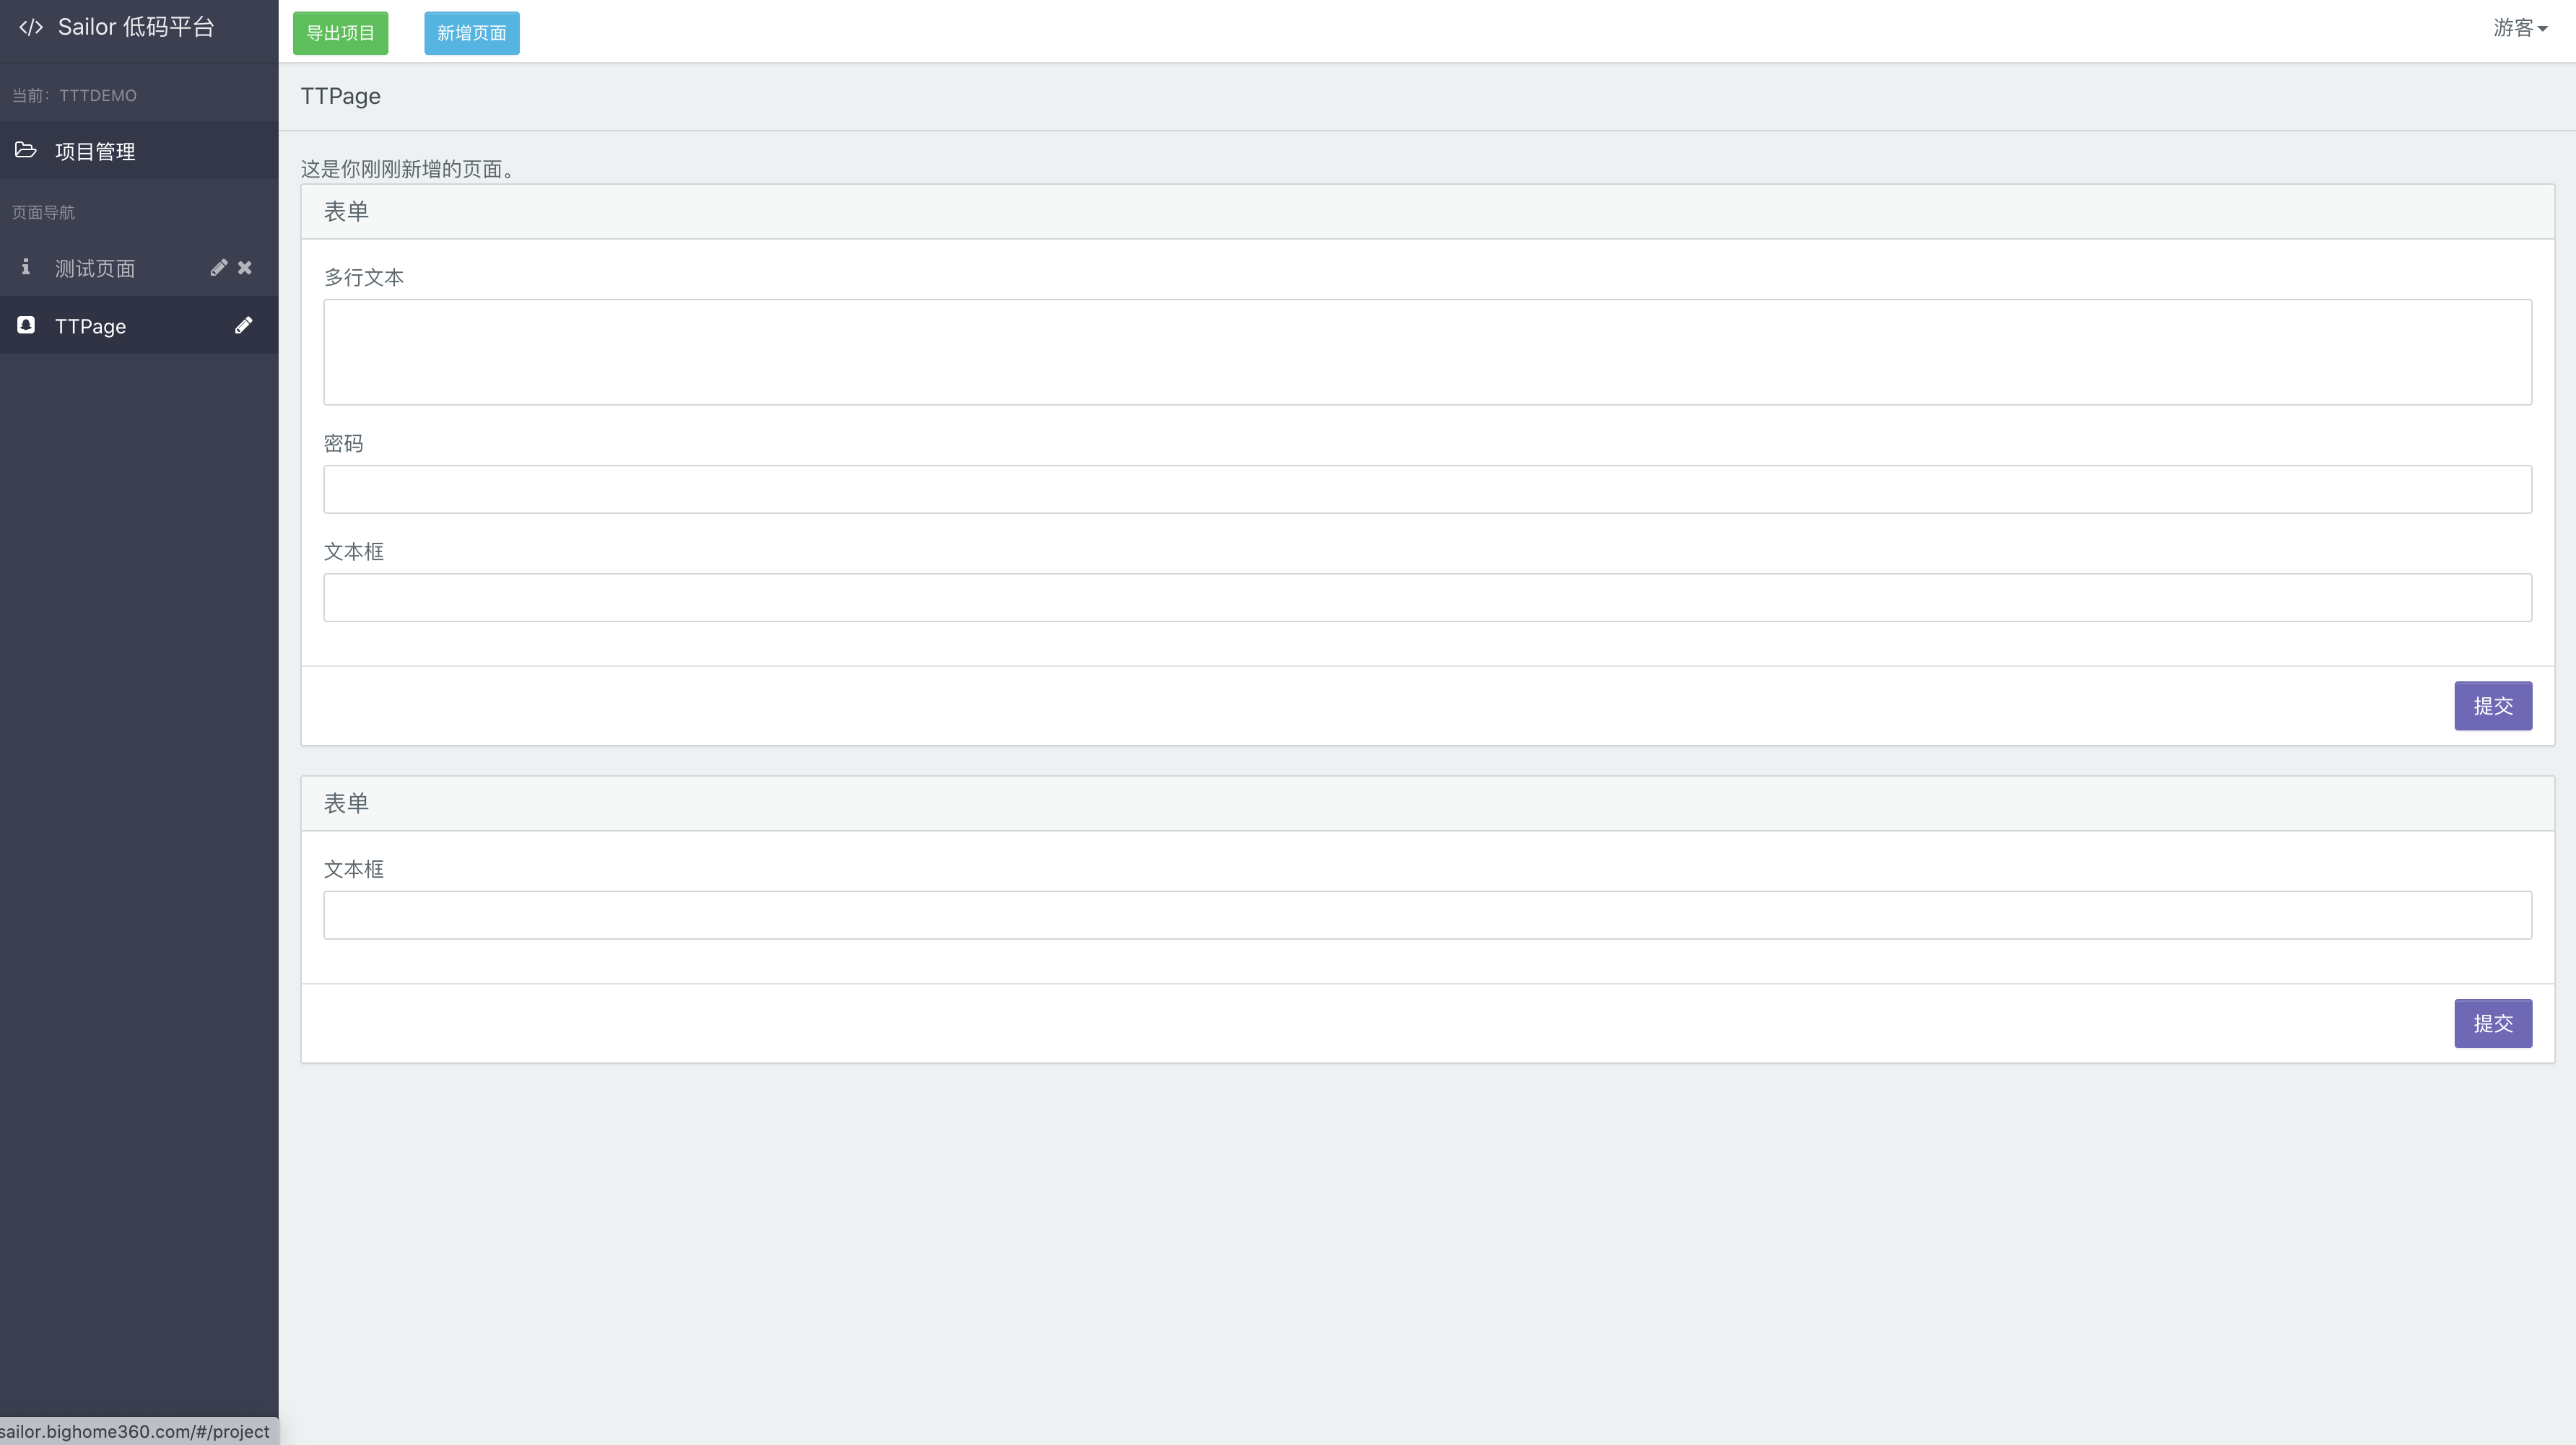 Sailor 低码平台
导出项目
新增页面
游客
当前：TTTDEMO
项目管理
页面导航
测试页面
TTPage
TTPage
这是你刚刚新增的页面。
表单
多行文本
密码
文本框
提交
表单
文本框
提交
sailor.bighome360.com/#/project